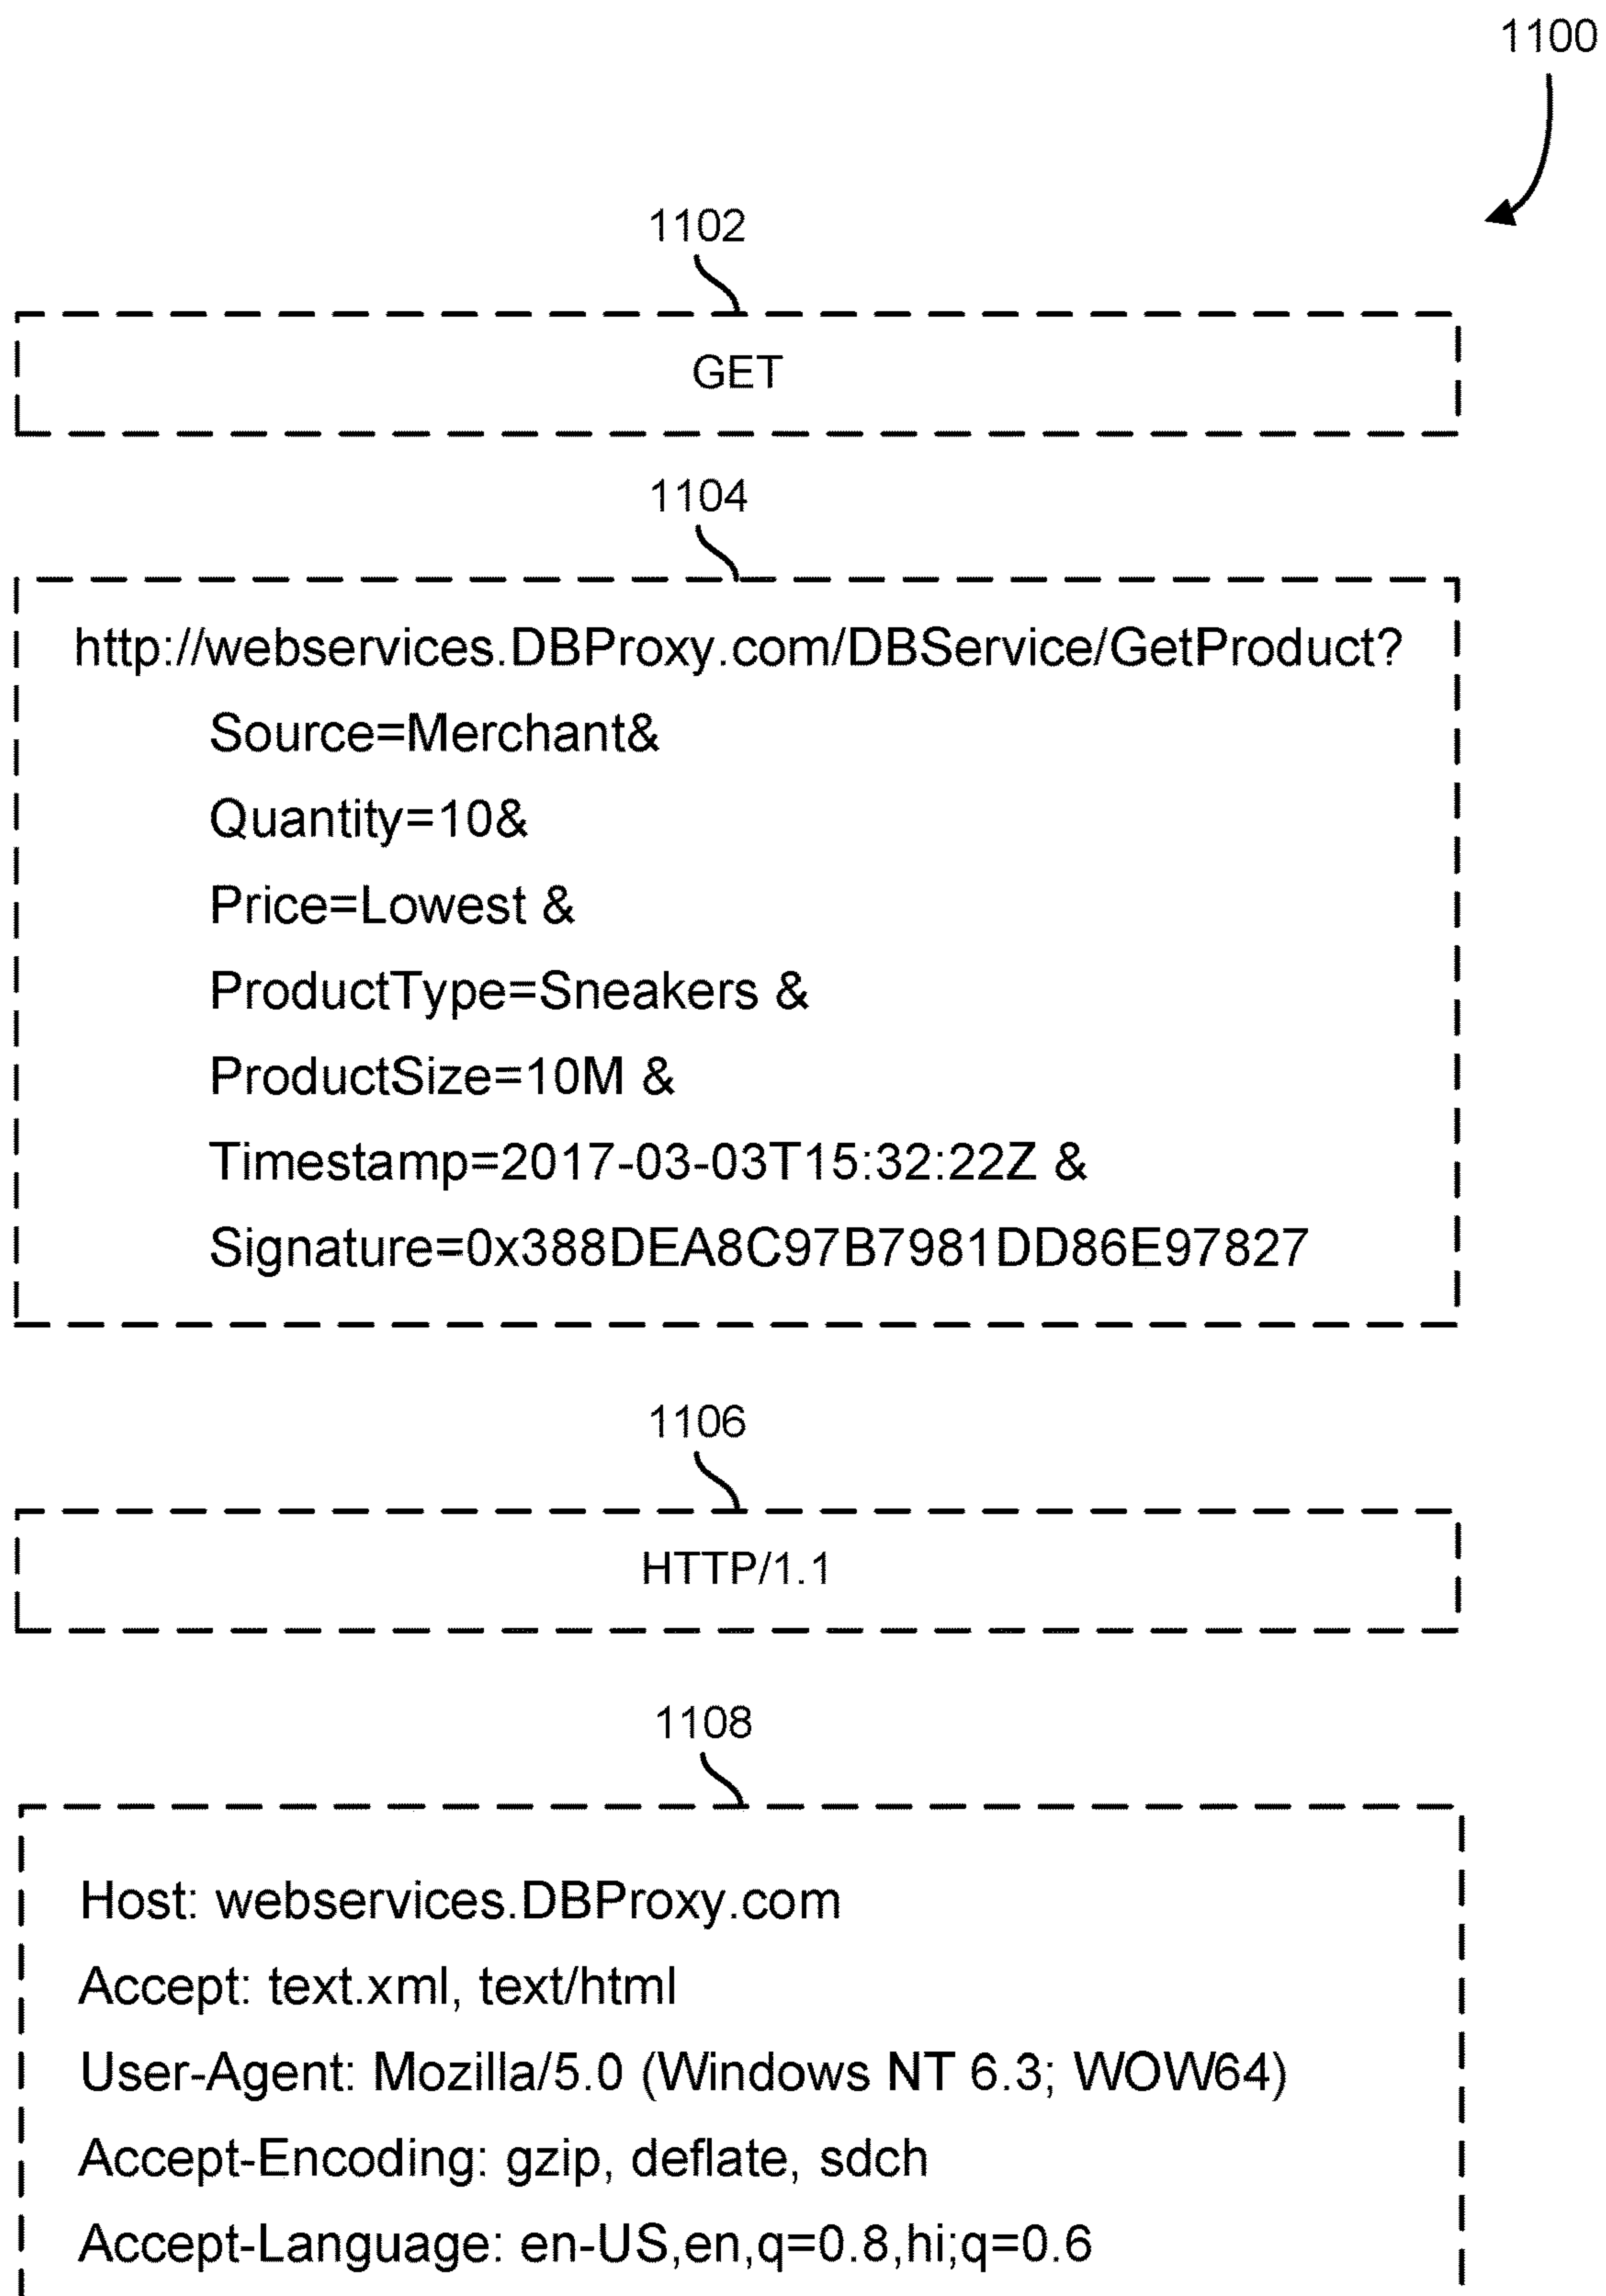 1100
1102
GET
1104
http://webservices.DBProxy.com/DBService/GetProduct?
Source=Merchant&
Quantity=10&
Price=Lowest &
ProductType=Sneakers &
ProductSize=10M &
Timestamp=2017-03-03T15:32:22Z &
Signature=0x388DEA8C97B7981DD86E97827
1106
HTTP/1.1
1108
Host: webservices.DBProxy.com
Accept: text.xml, text/html
User-Agent: Mozilla/5.0 (Windows NT 6.3; WOW64)
Accept-Encoding: gzip, deflate, sdch
Accept-Language: en-US,en,q=0.8,hi;q=0.6